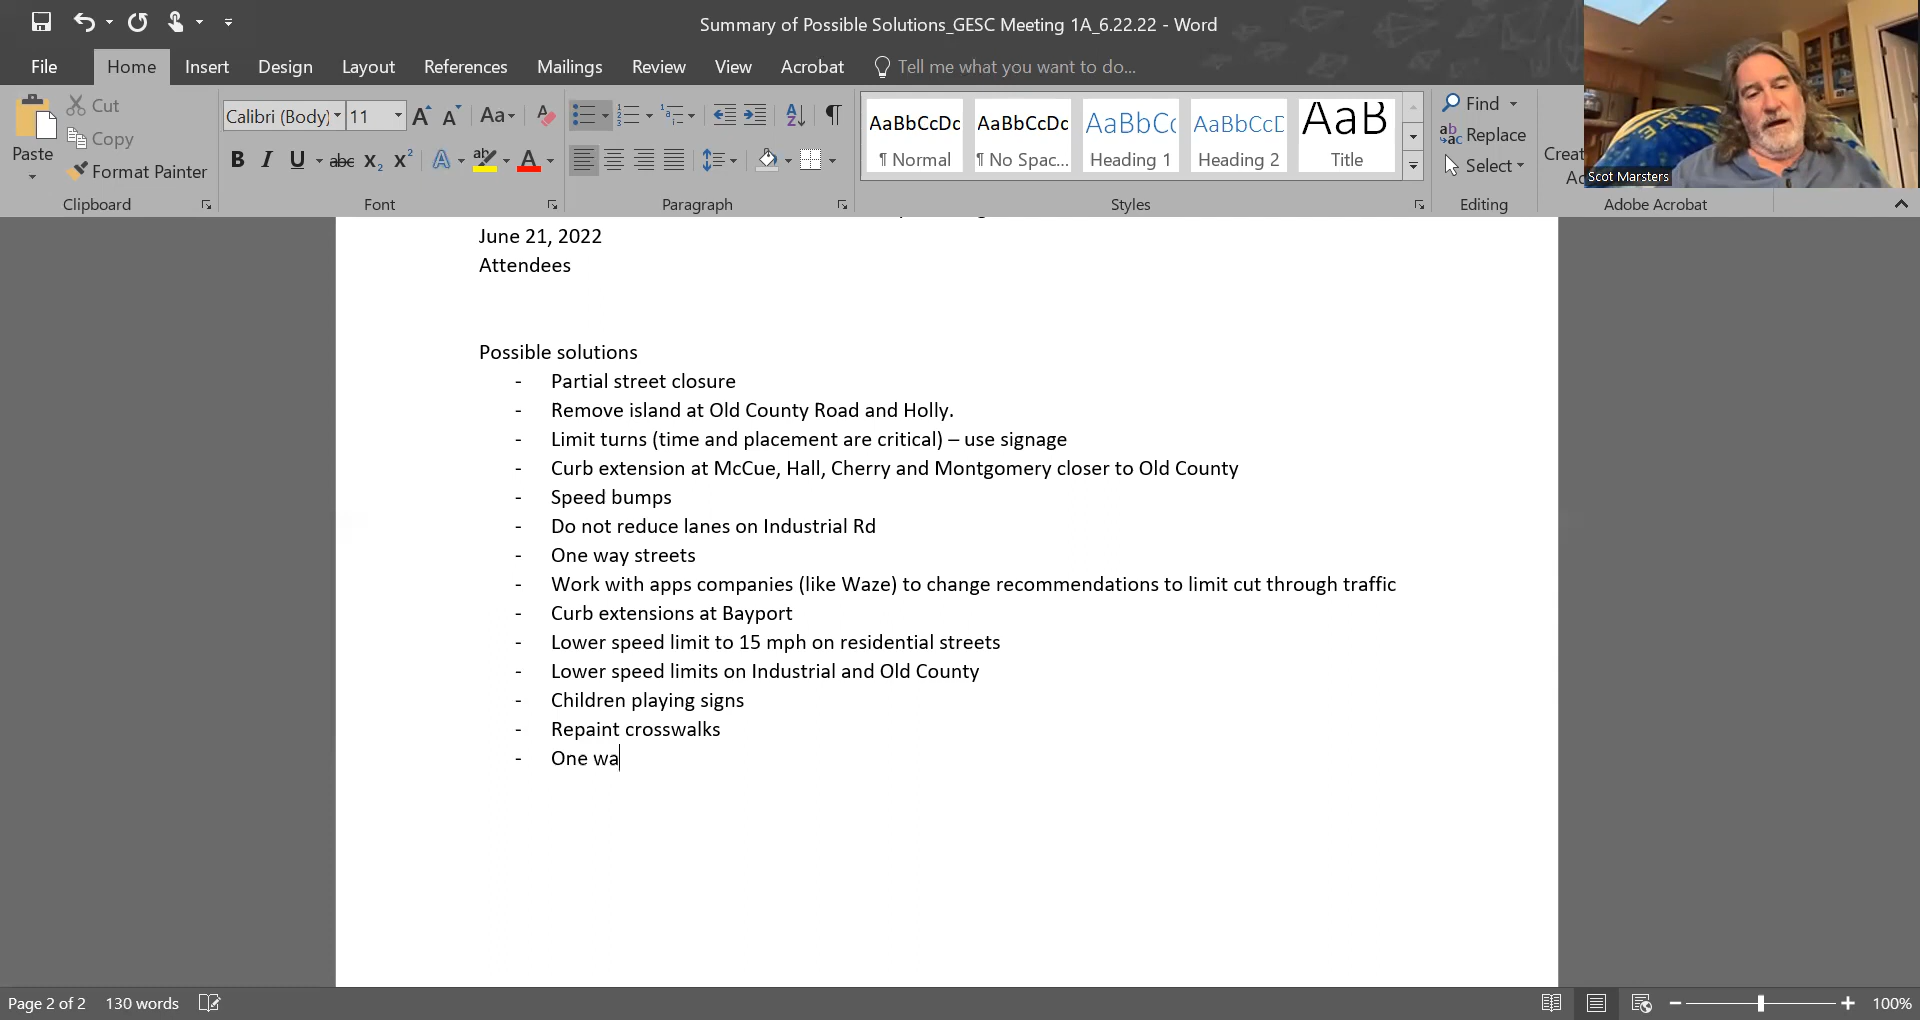 Summary of Possible Solutions_GESC Meeting 1A_6.22.22 - Word
File Home Insert Design Layout References Mailings Review View Acrobat Tell me what you want to do...
Paste
Cut
Copy
Format Painter
Clipboard
Calibri (Body) 11
Font
Paragraph
AaBbCcDc AaBbCcDc AaBbCc AaBbCcD AaB
¶ Normal ¶ No Spac... Heading 1 Heading 2 Title
Styles
Find
Replace
Select
Editing
Creat
Adobe Acrobat
Scot Marsters
June 21, 2022
Attendees
Possible solutions
- Partial street closure
- Remove island at Old County Road and Holly.
- Limit turns (time and placement are critical) – use signage
- Curb extension at McCue, Hall, Cherry and Montgomery closer to Old County
- Speed bumps
- Do not reduce lanes on Industrial Rd
- One way streets
- Work with apps companies (like Waze) to change recommendations to limit cut through traffic
- Curb extensions at Bayport
- Lower speed limit to 15 mph on residential streets
- Lower speed limits on Industrial and Old County
- Children playing signs
- Repaint crosswalks
- One wa
Page 2 of 2 130 words
100%